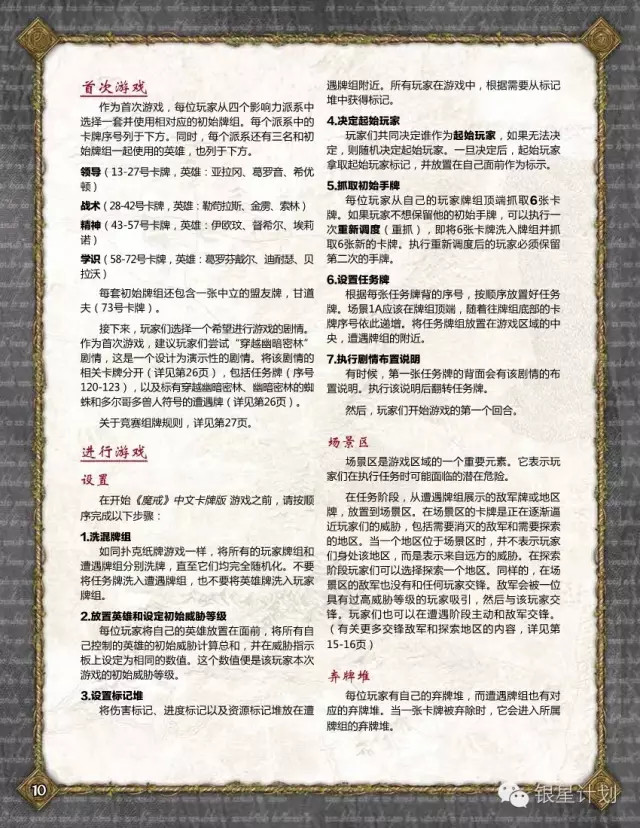 首次游戏
作为首次游戏，每位玩家从四个影响力派系中
选择一套并使用相对应的初始牌组。每个派系中的
卡牌序号列于下方。同时，每个派系还有三名和初
始牌组一起使用的英雄，也列于下方。
领导（13-27号卡牌，英雄：亚拉冈、葛罗音、希优
顿）
战术（28-42号卡牌，英雄：勒苟拉斯、金雳、索林）
精神（43-57号卡牌，英雄：伊欧玟、督希尔、埃莉
诺）
学识（58-72号卡牌，英雄：葛罗芬戴尔、迪耐瑟、贝
拉沃）
每套初始牌组还包含一张中立的盟友牌，甘道
夫（73号卡牌）。
接下来，玩家们选择一个希望进行游戏的剧情。
作为首次游戏，建议玩家们尝试“穿越幽暗密林”
剧情，这是一个设计为演示性的剧情。将该剧情的
相关卡牌分开（详见第26页），包括任务牌（序号
120-123），以及标有穿越幽暗密林、幽暗密林的蜘
蛛和多尔哥多兽人符号的遭遇牌（详见第26页）。
关于竞赛组牌规则，详见第27页。
进行游戏
设置
在开始《魔戒》中文卡牌版 游戏之前，请按顺
序完成以下步骤：
1.洗混牌组
如同扑克纸牌游戏一样，将所有的玩家牌组和
遭遇牌组分别洗牌，直至它们均完全随机化。不要
将任务牌洗入遭遇牌组，也不要将英雄牌洗入玩家
牌组。
2.放置英雄和设定初始威胁等级
每位玩家将自己的英雄放置在面前，将所有自
己控制的英雄的初始威胁计算总和，并在威胁指示
板上设定为相同的数值。这个数值便是该玩家本次
游戏的初始威胁等级。
3.设置标记堆
将伤害标记、进度标记以及资源标记堆放在遭
遇牌组附近。所有玩家在游戏中，根据需要从标记
堆中获得标记。
4.决定起始玩家
玩家们共同决定谁作为起始玩家，如果无法决
定，则随机决定起始玩家。一旦决定后，起始玩家
拿取起始玩家标记，并放置在自己面前作为标示。
5.抓取初始手牌
每位玩家从自己的玩家牌组顶端抓取6张卡
牌。如果玩家不想保留他的初始手牌，可以执行一
次重新调度（重抓），即将6张卡牌洗入牌组并抓
取6张新的卡牌。执行重新调度后的玩家必须保留
第二次的手牌。
6.设置任务牌
根据每张任务牌背的序号，按顺序放置好任务
牌。场景1A应该在牌组顶端，随着往牌组底部的卡
牌序号依此递增。将任务牌组放置在游戏区域的中
央，遭遇牌组的附近。
7.执行剧情布置说明
有时候，第一张任务牌的背面会有该剧情的布
置说明。执行该说明后翻转任务牌。
然后，玩家们开始游戏的第一个回合。
场景区
场景区是游戏区域的一个重要元素。它表示玩
家们在执行任务时可能面临的潜在危险。
在任务阶段，从遭遇牌组展示的敌军牌或地区
牌，放置到场景区。在场景区的卡牌是正在逐渐逼
近玩家们的威胁，包括需要消灭的敌军和需要探索
的地区。当一个地区位于场景区时，并不表示玩家
们身处该地区，而是表示来自远方的威胁。在探索
阶段玩家们可以选择探索一个地区。同样的，在场
景区的敌军也没有和任何玩家交锋。敌军会被一位
具有过高威胁等级的玩家吸引，然后与该玩家交
锋。玩家们也可以在遭遇阶段主动和敌军交锋。
（有关更多交锋敌军和探索地区的内容，详见第
15-16页）
弃牌堆
每位玩家有自己的弃牌堆，而遭遇牌组也有对
应的弃牌堆。当一张卡牌被弃除时，它会进入所属
牌组的弃牌堆。
10
银星计划